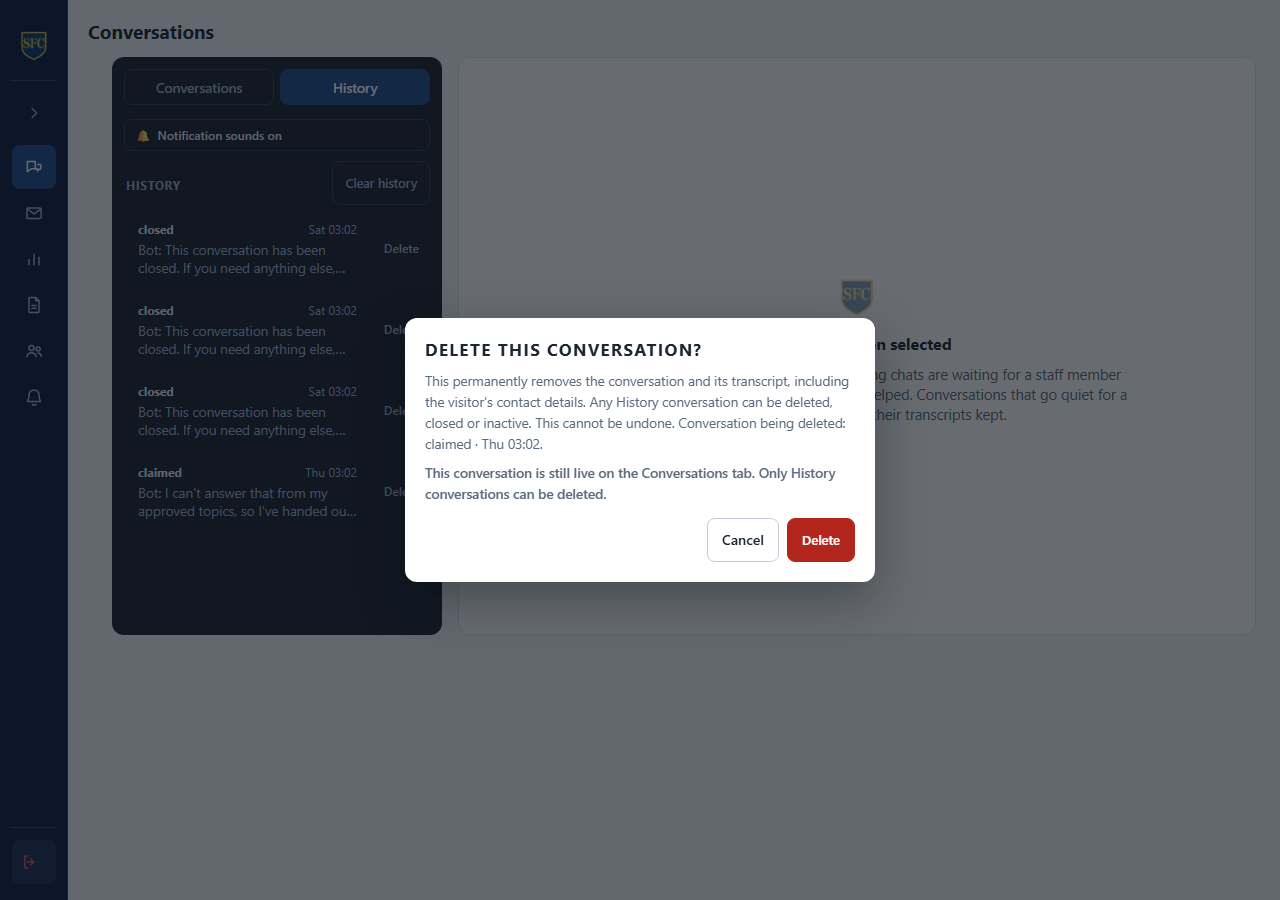 SFC
Conversations
Conversations
History
Notification sounds on
HISTORY
Clear history
closed
Sat 03:02
Bot: This conversation has been
closed. If you need anything else,...
Delete
closed
Sat 03:02
Bot: This conversation has been
closed. If you need anything else,...
closed
Sat 03:02
Bot: This conversation has been
closed. If you need anything else,...
claimed
Thu 03:02
Bot: I can't answer that from my
approved topics, so I've handed ou...
SFC
selected
chats are waiting for a staff member
Conversations that go quiet for a
their transcripts kept.
DELETE THIS CONVERSATION?
This permanently removes the conversation and its transcript, including
the visitor's contact details. Any History conversation can be deleted,
closed or inactive. This cannot be undone. Conversation being deleted:
claimed · Thu 03:02.
This conversation is still live on the Conversations tab. Only History
conversations can be deleted.
Cancel
Delete